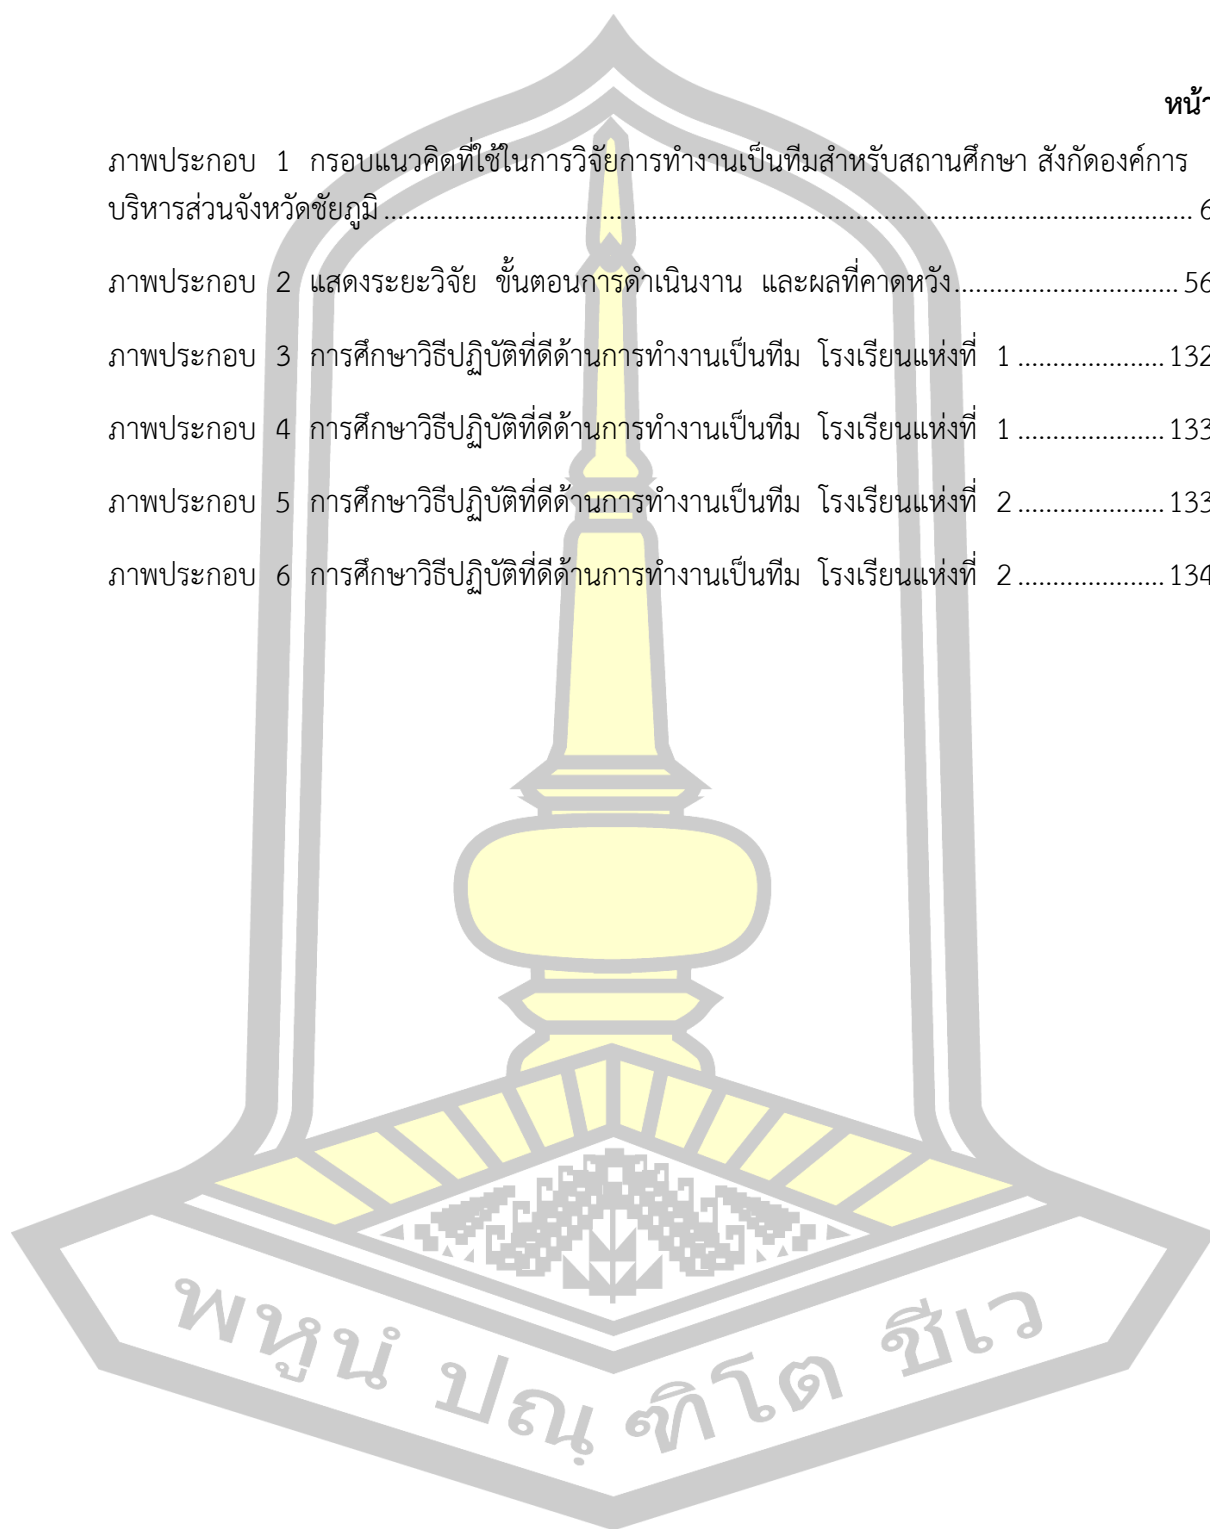 หน้า
ภาพประกอบ 1 กรอบแนวคิดที่ใช้ในการวิจัยการทำงานเป็นทีมสำหรับสถานศึกษา สังกัดองค์การ
บริหารส่วนจังหวัดชัยภูมิ ........................................................................................................................ 6
ภาพประกอบ 2 แสดงระยะวิจัย ขั้นตอนการดำเนินงาน และผลที่คาดหวัง ................................. 56
ภาพประกอบ 3 การศึกษาวิธีปฏิบัติที่ดีด้านการทำงานเป็นทีม โรงเรียนแห่งที่ 1 ..................... 132
ภาพประกอบ 4 การศึกษาวิธีปฏิบัติที่ดีด้านการทำงานเป็นทีม โรงเรียนแห่งที่ 1 ..................... 133
ภาพประกอบ 5 การศึกษาวิธีปฏิบัติที่ดีด้านการทำงานเป็นทีม โรงเรียนแห่งที่ 2 ..................... 133
ภาพประกอบ 6 การศึกษาวิธีปฏิบัติที่ดีด้านการทำงานเป็นทีม โรงเรียนแห่งที่ 2 ..................... 134
พหูนํ ปณฺฑิโต ชีเว